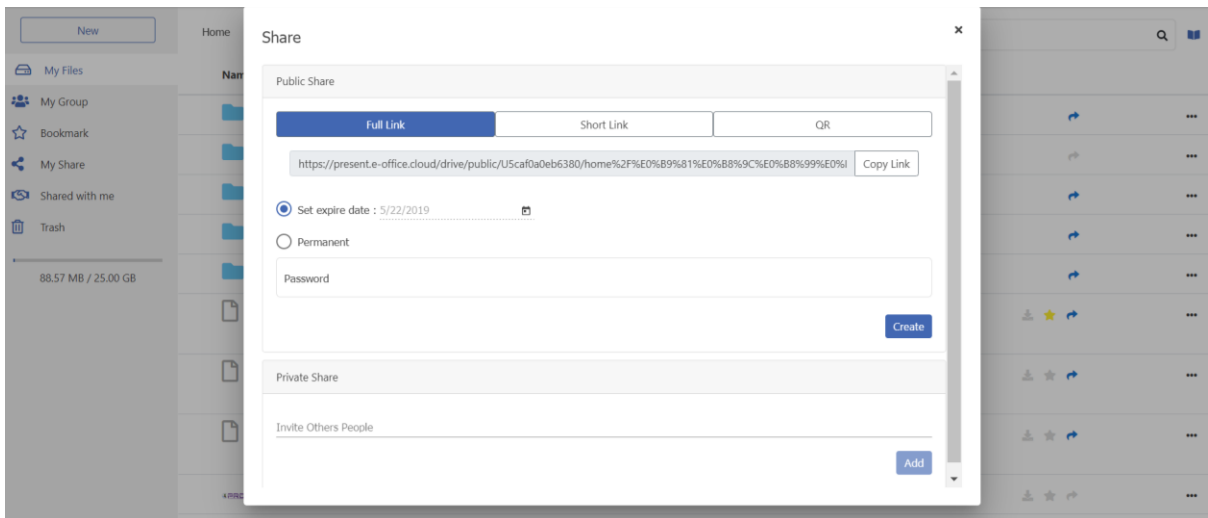 New
My Files
My Group
Bookmark
My Share
Shared with me
Trash
88.57 MB / 25.00 GB
Home
Nam
Share
×
Public Share
Full Link
Short Link
QR
https://present.e-office.cloud/drive/public/U5caf0a0eb6380/home%2F%E0%B9%81%E0%B8%9C%E0%B8%99%E0%
Copy Link
Set expire date : 5/22/2019
Permanent
Password
Create
Private Share
Invite Others People
Add